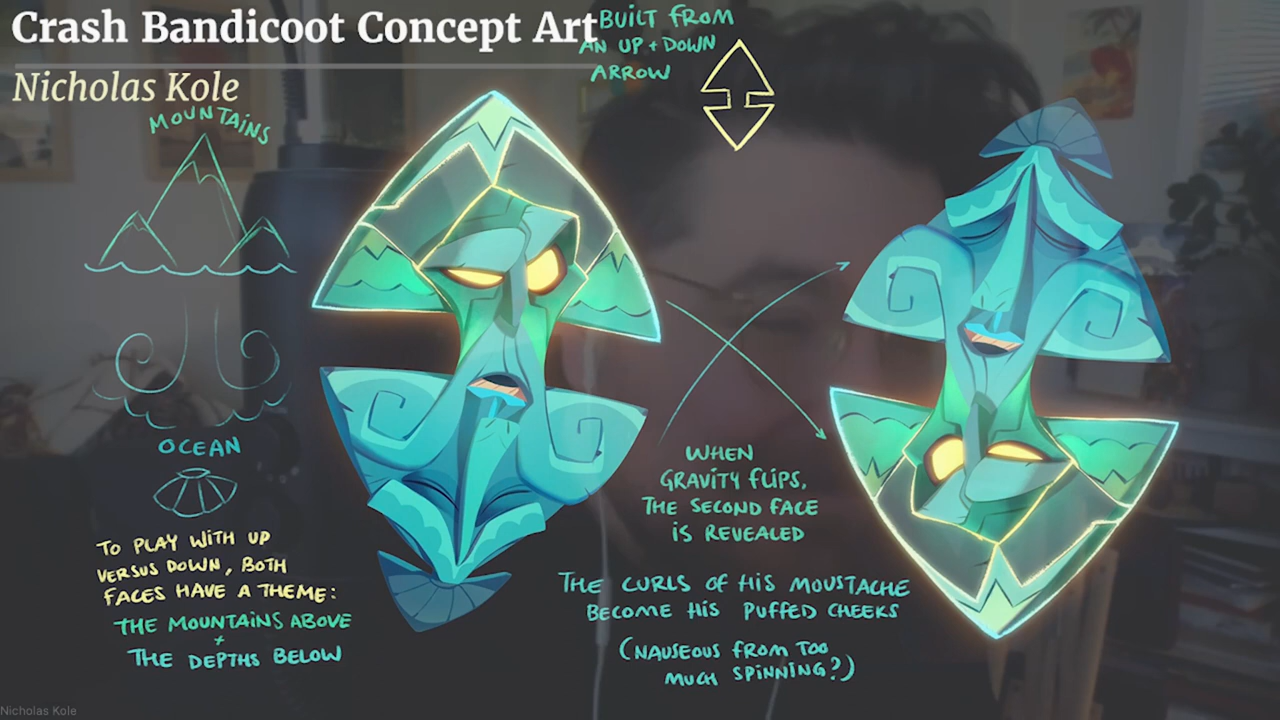 Crash Bandicoot Concept Art
Nicholas Kole
BUILT FROM
AN UP + DOWN
ARROW
MOUNTAINS
OCEAN
TO PLAY WITH UP
VERSUS DOWN, BOTH
FACES HAVE A THEME:
THE MOUNTAINS ABOVE
+
THE DEPTHS BELOW
WHEN
GRAVITY FLIPS,
THE SECOND FACE
IS REVEALED
THE CURLS OF HIS MOUSTACHE
BECOME HIS PUFFED CHEEKS
(NAUSEOUS FROM TOO
MUCH SPINNING?)
Nicholas Kole